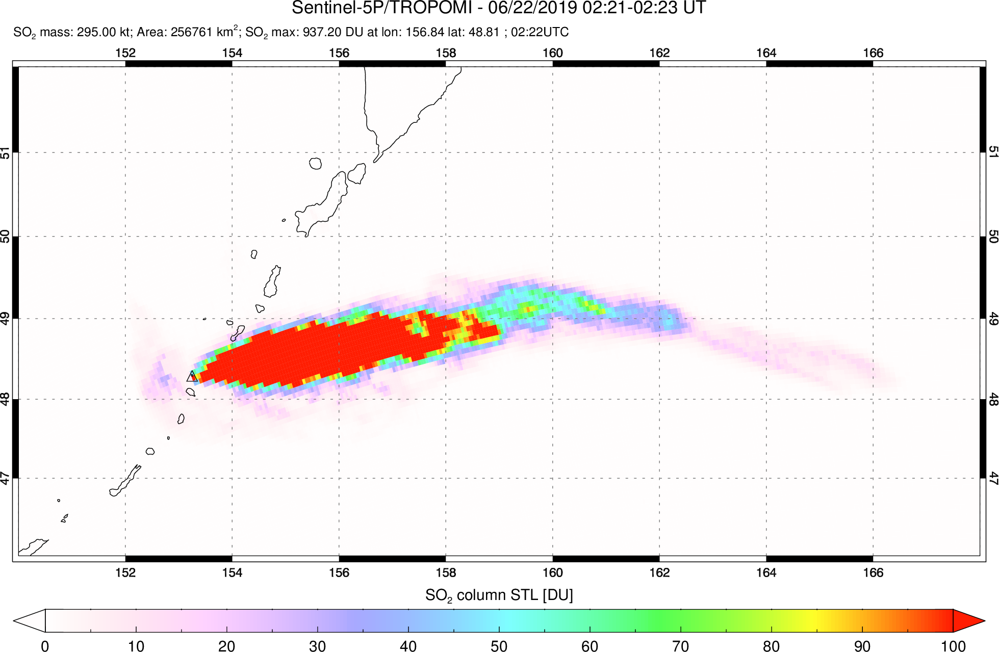 Sentinel-5P/TROPOMI - 06/22/2019 02:21-02:23 UT
SO₂ mass: 295.00 kt; Area: 256761 km²; SO₂ max: 937.20 DU at lon: 156.84 lat: 48.81 ; 02:22UTC
152 154 156 158 160 162 164 166
51 51
50 50
49 49
48 48
47 47
152 154 156 158 160 162 164 166
SO₂ column STL [DU]
0 10 20 30 40 50 60 70 80 90 100